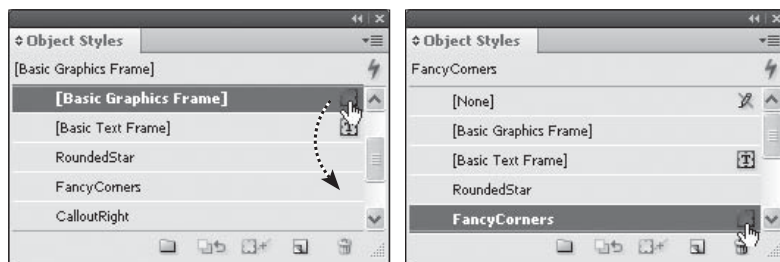 Object Styles
[Basic Graphics Frame]
[Basic Graphics Frame]
[Basic Text Frame]
RoundedStar
FancyCorners
CalloutRight
Object Styles
FancyCorners
[None]
[Basic Graphics Frame]
[Basic Text Frame]
RoundedStar
FancyCorners